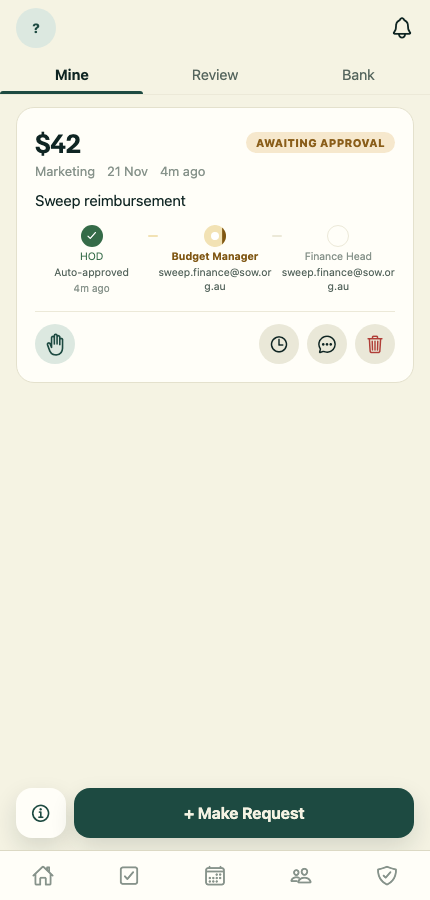 ?
Mine
Review
Bank
$42
AWAITING APPROVAL
Marketing 21 Nov 4m ago
Sweep reimbursement
HOD
Auto-approved
4m ago
Budget Manager
sweep.finance@sow.or
g.au
Finance Head
sweep.finance@sow.or
g.au
+ Make Request